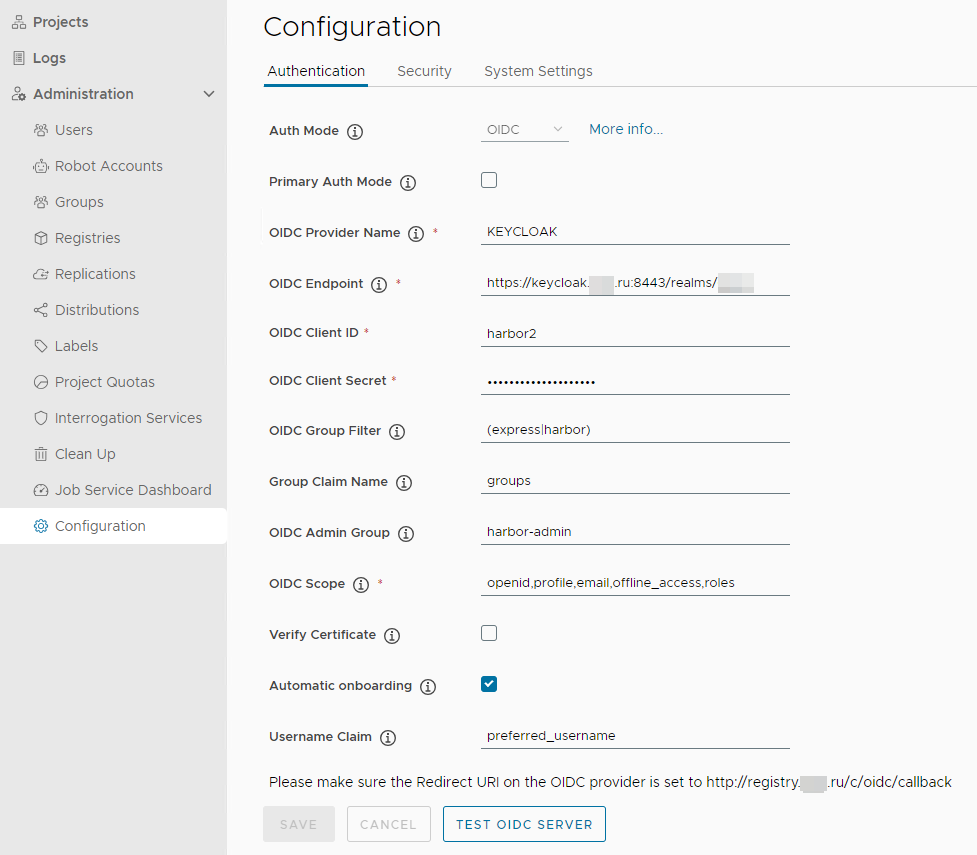 Projects
Logs
Administration
Users
Robot Accounts
Groups
Registries
Replications
Distributions
Labels
Project Quotas
Interrogation Services
Clean Up
Job Service Dashboard
Configuration
Configuration
Authentication Security System Settings
Auth Mode OIDC More info...
Primary Auth Mode
OIDC Provider Name * KEYCLOAK
OIDC Endpoint * https://keycloak. .ru:8443/realms/
OIDC Client ID * harbor2
OIDC Client Secret * ••••••••••••••••••••
OIDC Group Filter (express|harbor)
Group Claim Name groups
OIDC Admin Group harbor-admin
OIDC Scope * openid,profile,email,offline_access,roles
Verify Certificate
Automatic onboarding
Username Claim preferred_username
Please make sure the Redirect URI on the OIDC provider is set to http://registry. .ru/c/oidc/callback
SAVE CANCEL TEST OIDC SERVER